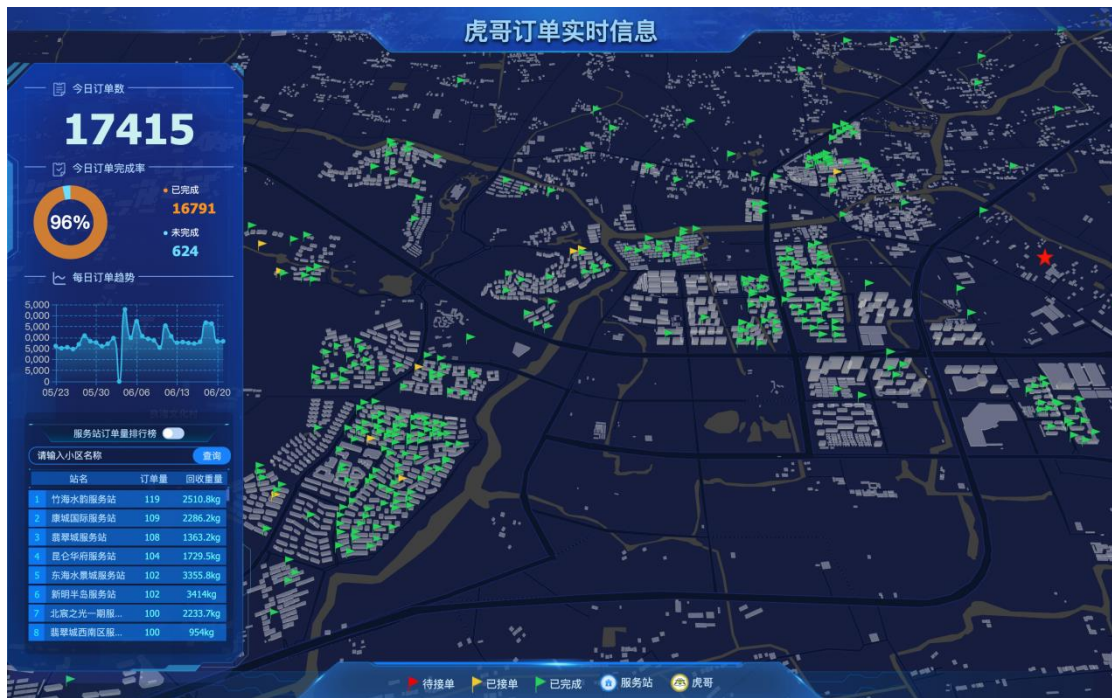 虎哥订单实时信息
今日订单数
17415
今日订单完成率
96%
已完成
16791
未完成
624
每日订单趋势
5,000
0,000
5,000
0,000
5,000
0,000
5,000
0
05/23 05/30 06/06 06/13 06/20
服务站订单量排行榜
请输入小区名称 查询
站名 订单量 回收重量
1 竹海水韵服务站 119 2510.8kg
2 康城国际服务站 109 2286.2kg
3 翡翠城服务站 108 1363.2kg
4 昆仑华府服务站 104 1729.5kg
5 东海水景城服务站 102 3355.8kg
6 新明半岛服务站 102 3414kg
7 北宸之光一期服... 100 2233.7kg
8 翡翠城西南区服... 100 954kg
待接单 已接单 已完成 服务站 虎哥